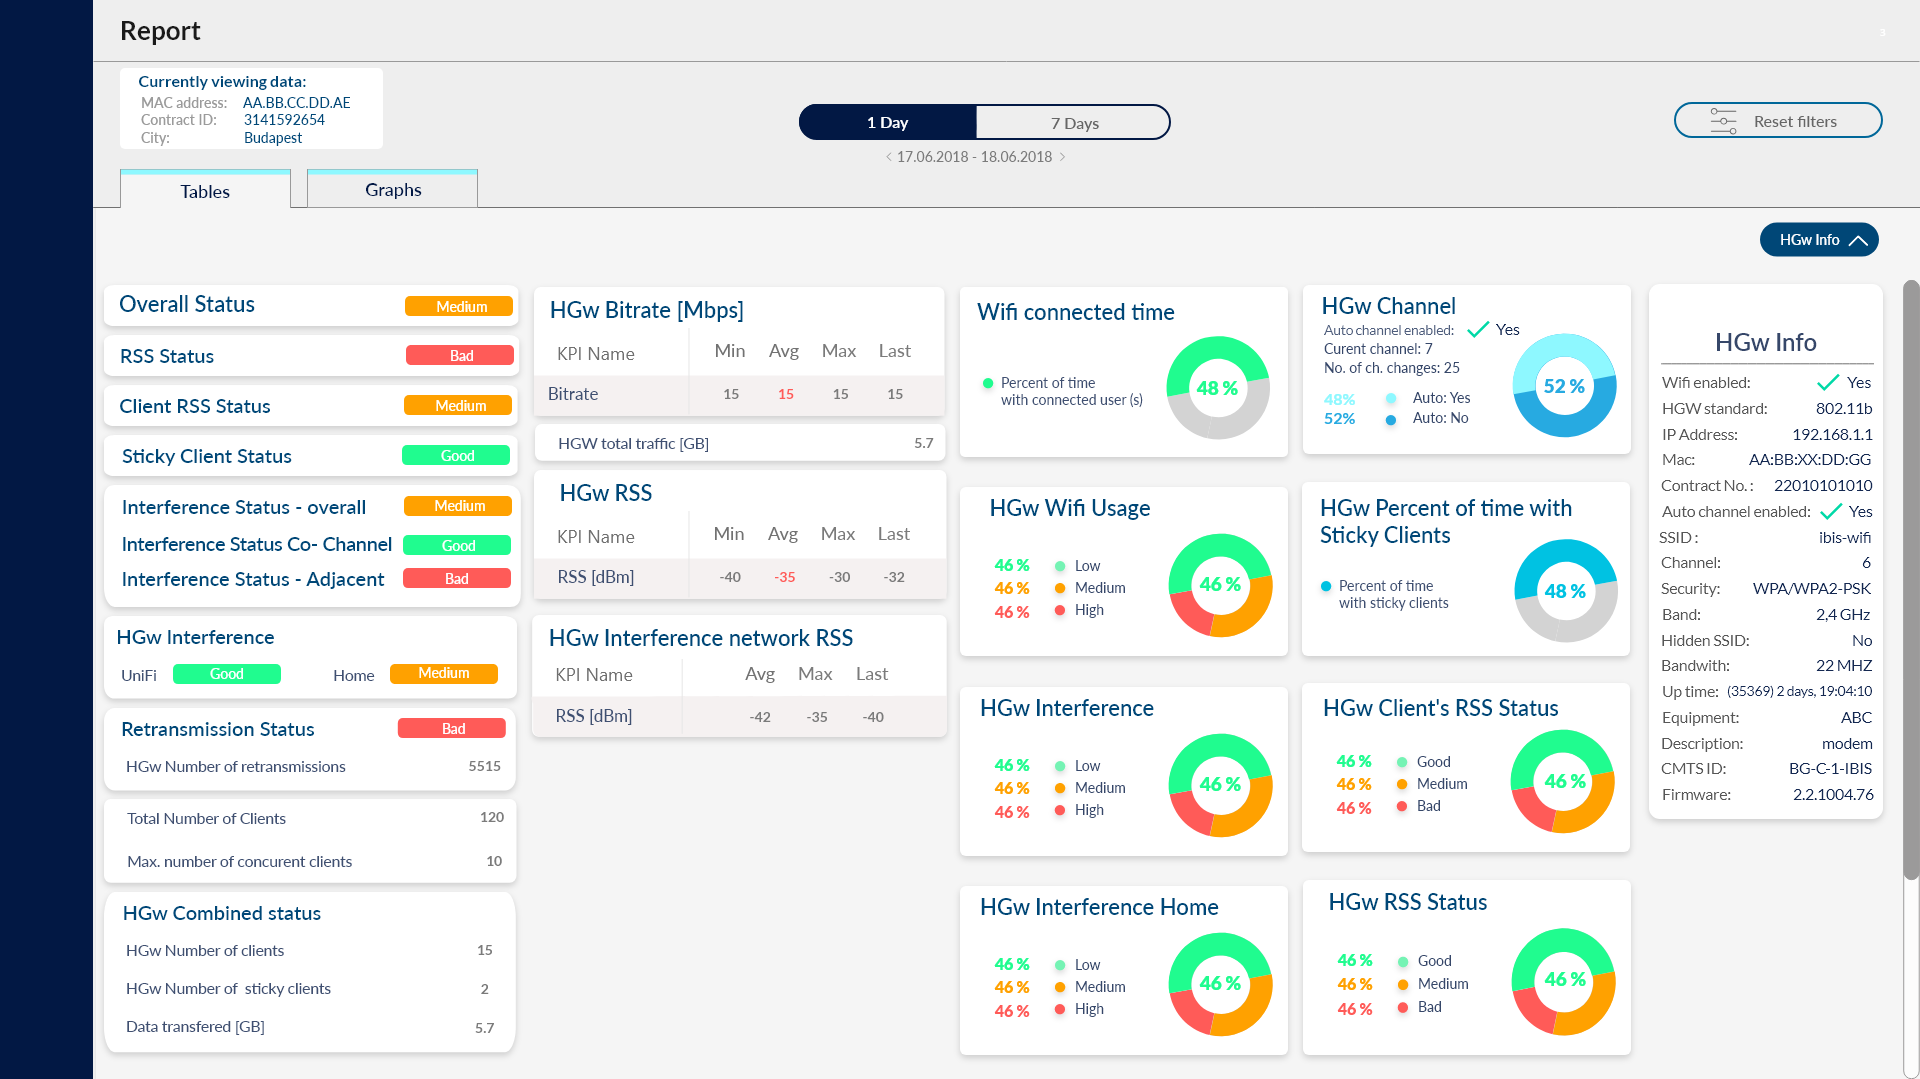 Report
3
Currently viewing data:
MAC address: AA.BB.CC.DD.AE
Contract ID: 3141592654
City: Budapest
1 Day 7 Days
17.06.2018 - 18.06.2018
Reset filters
Tables Graphs
HGw Info
Overall Status Medium
RSS Status Bad
Client RSS Status Medium
Sticky Client Status Good
Interference Status - overall Medium
Interference Status Co- Channel Good
Interference Status - Adjacent Bad
HGw Interference
UniFi Good Home Medium
Retransmission Status Bad
HGw Number of retransmissions 5515
Total Number of Clients 120
Max. number of concurent clients 10
HGw Combined status
HGw Number of clients 15
HGw Number of sticky clients 2
Data transfered [GB] 5.7
HGw Bitrate [Mbps]
KPI Name Min Avg Max Last
Bitrate 15 15 15 15
HGW total traffic [GB] 5.7
HGw RSS
KPI Name Min Avg Max Last
RSS [dBm] -40 -35 -30 -32
HGw Interference network RSS
KPI Name Avg Max Last
RSS [dBm] -42 -35 -40
Wifi connected time
Percent of time
with connected user (s)
48 %
HGw Wifi Usage
46 % Low
46 % Medium
46 % High
46 %
HGw Interference
46 % Low
46 % Medium
46 % High
46 %
HGw Interference Home
46 % Low
46 % Medium
46 % High
46 %
HGw Channel
Auto channel enabled: Yes
Curent channel: 7
No. of ch. changes: 25
48% Auto: Yes
52% Auto: No
52 %
HGw Percent of time with
Sticky Clients
Percent of time
with sticky clients
48 %
HGw Client's RSS Status
46 % Good
46 % Medium
46 % Bad
46 %
HGw RSS Status
46 % Good
46 % Medium
46 % Bad
46 %
HGw Info
Wifi enabled: Yes
HGW standard: 802.11b
IP Address: 192.168.1.1
Mac: AA:BB:XX:DD:GG
Contract No. : 22010101010
Auto channel enabled: Yes
SSID : ibis-wifi
Channel: 6
Security: WPA/WPA2-PSK
Band: 2,4 GHz
Hidden SSID: No
Bandwith: 22 MHZ
Up time: (35369) 2 days, 19:04:10
Equipment: ABC
Description: modem
CMTS ID: BG-C-1-IBIS
Firmware: 2.2.1004.76